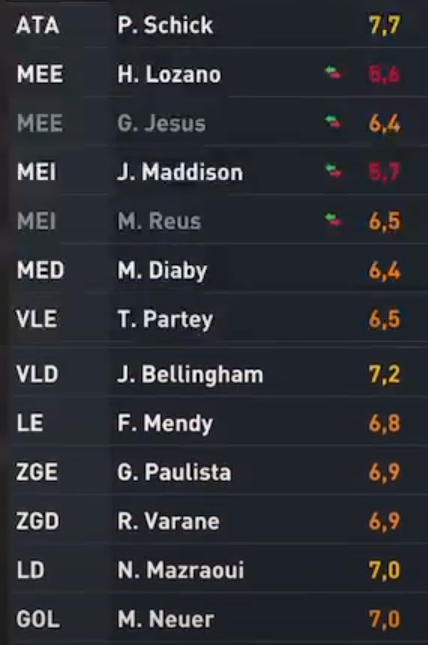 ATA P. Schick 7,7
MEE H. Lozano 5,6
MEE G. Jesus 6,4
MEI J. Maddison 5,7
MEI M. Reus 6,5
MED M. Diaby 6,4
VLE T. Partey 6,5
VLD J. Bellingham 7,2
LE F. Mendy 6,8
ZGE G. Paulista 6,9
ZGD R. Varane 6,9
LD N. Mazraoui 7,0
GOL M. Neuer 7,0